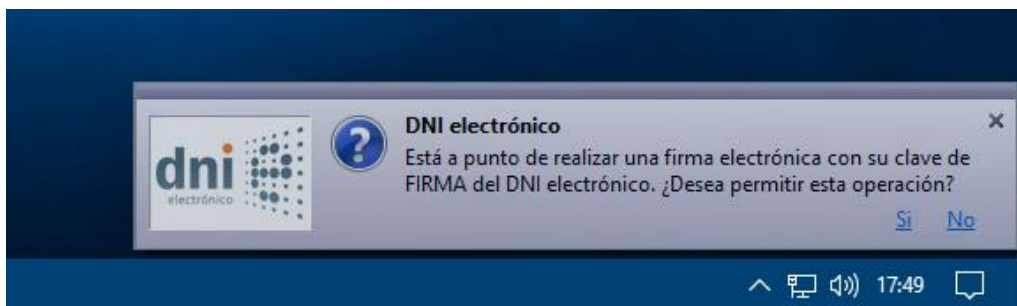 dni
electrónico
DNI electrónico
Está a punto de realizar una firma electrónica con su clave de
FIRMA del DNI electrónico. ¿Desea permitir esta operación?
Si No
17:49